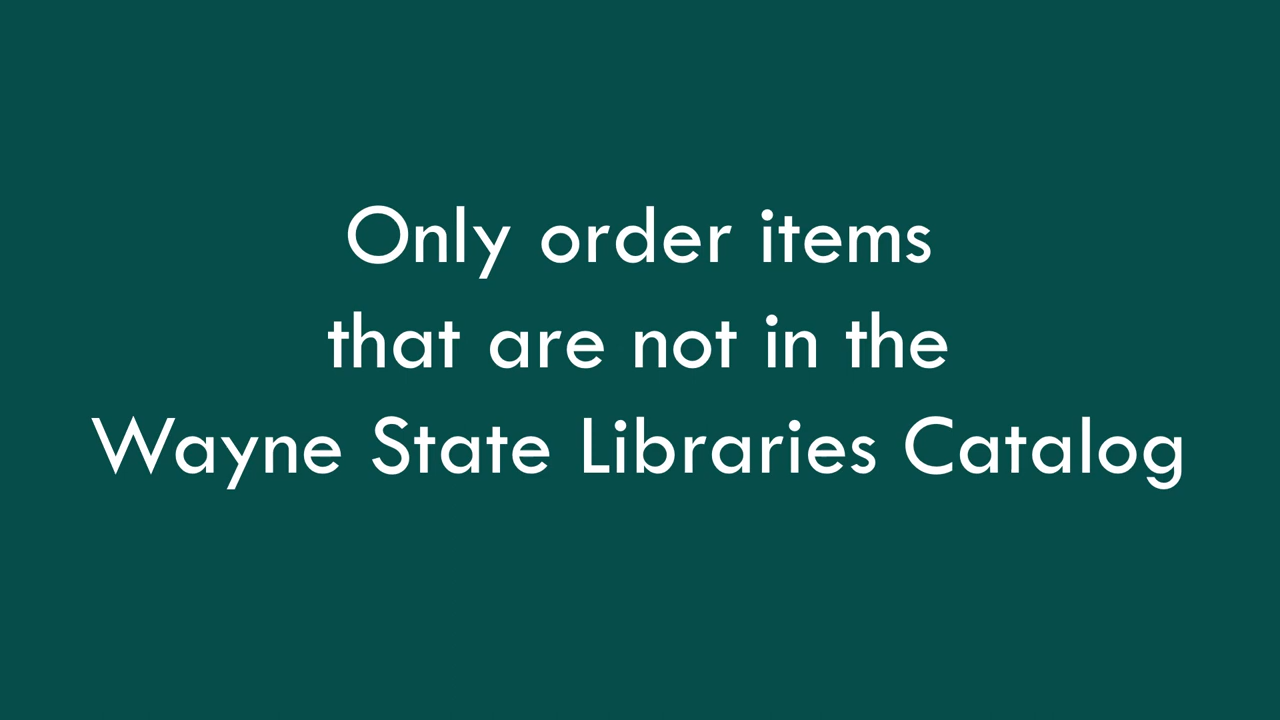 Only order items
that are not in the
Wayne State Libraries Catalog